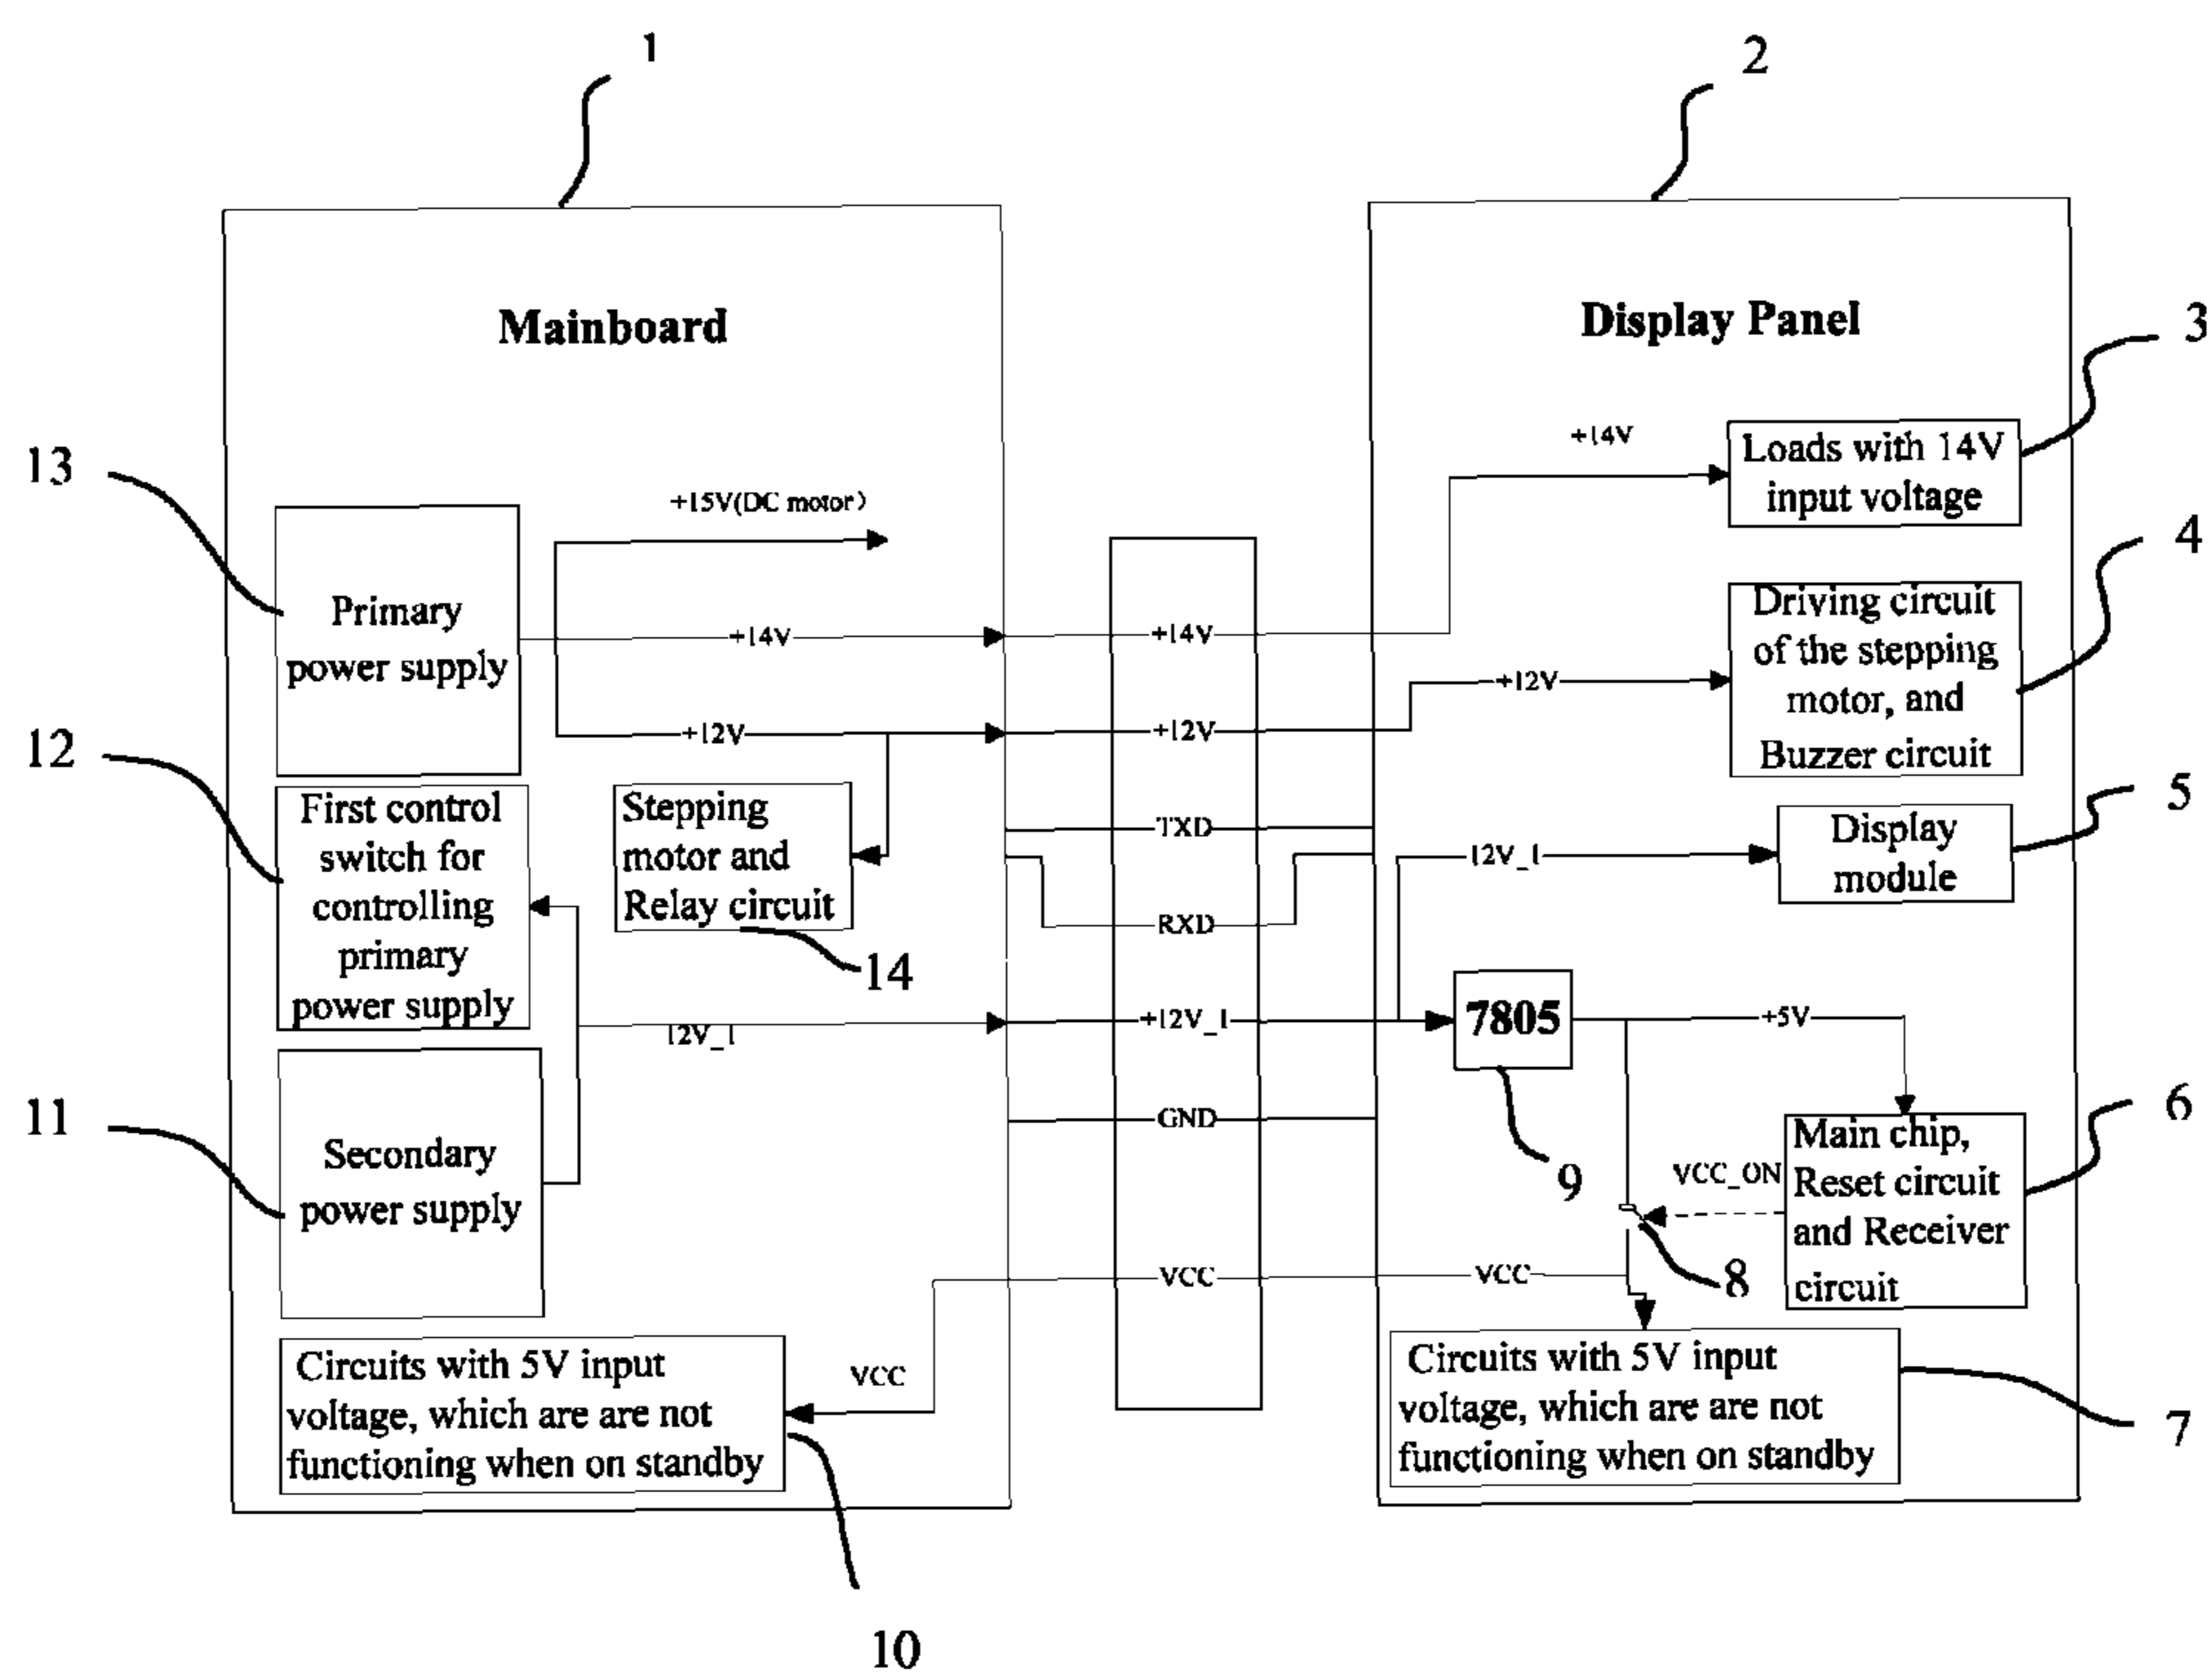 1
2
Mainboard
Display Panel
3
+14V
Loads with 14V
input voltage
13
+15V(DC motor)
4
Primary
power supply
+14V
+14V
Driving circuit
of the stepping
motor, and
Buzzer circuit
+12V
12
+12V
+12V
5
First control
switch for
controlling
primary
power supply
Stepping
motor and
Relay circuit
14
TXD
12V_1
Display
module
RXD
12V_1
+12V_1
7805
+5V
11
GND
9
6
Secondary
power supply
VCC_ON
Main chip,
Reset circuit
and Receiver
circuit
8
VCC
VCC
VCC
Circuits with 5V input
voltage, which are are not
functioning when on standby
Circuits with 5V input
voltage, which are are not
functioning when on standby
7
10